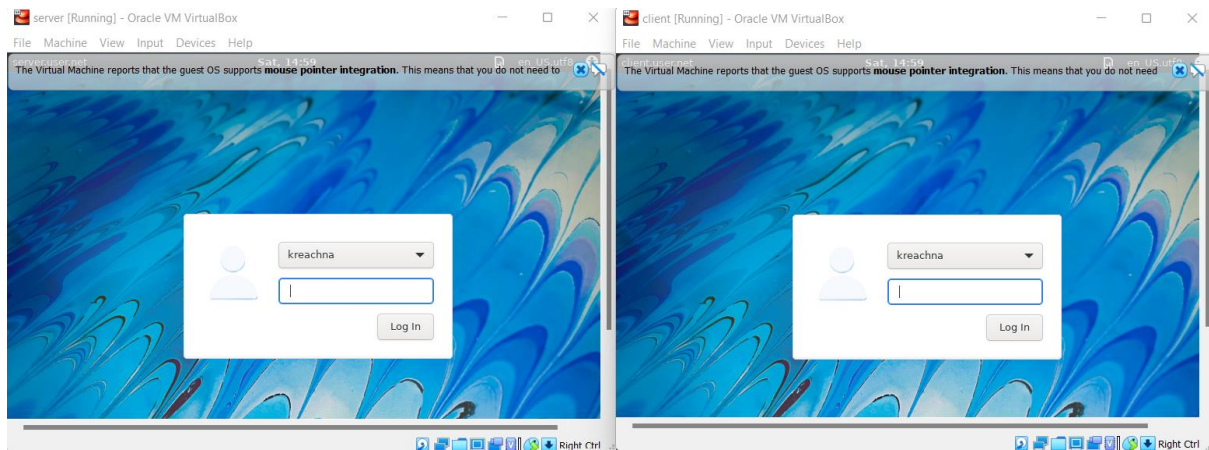 server [Running] - Oracle VM VirtualBox
File Machine View Input Devices Help
server.user.net Sat, 14:59 en_US.utf8
The Virtual Machine reports that the guest OS supports mouse pointer integration. This means that you do not need to
kreachna
Log In
Right Ctrl
client [Running] - Oracle VM VirtualBox
File Machine View Input Devices Help
client.user.net Sat, 14:59 en_US.utf8
The Virtual Machine reports that the guest OS supports mouse pointer integration. This means that you do not need
kreachna
Log In
Right Ctrl